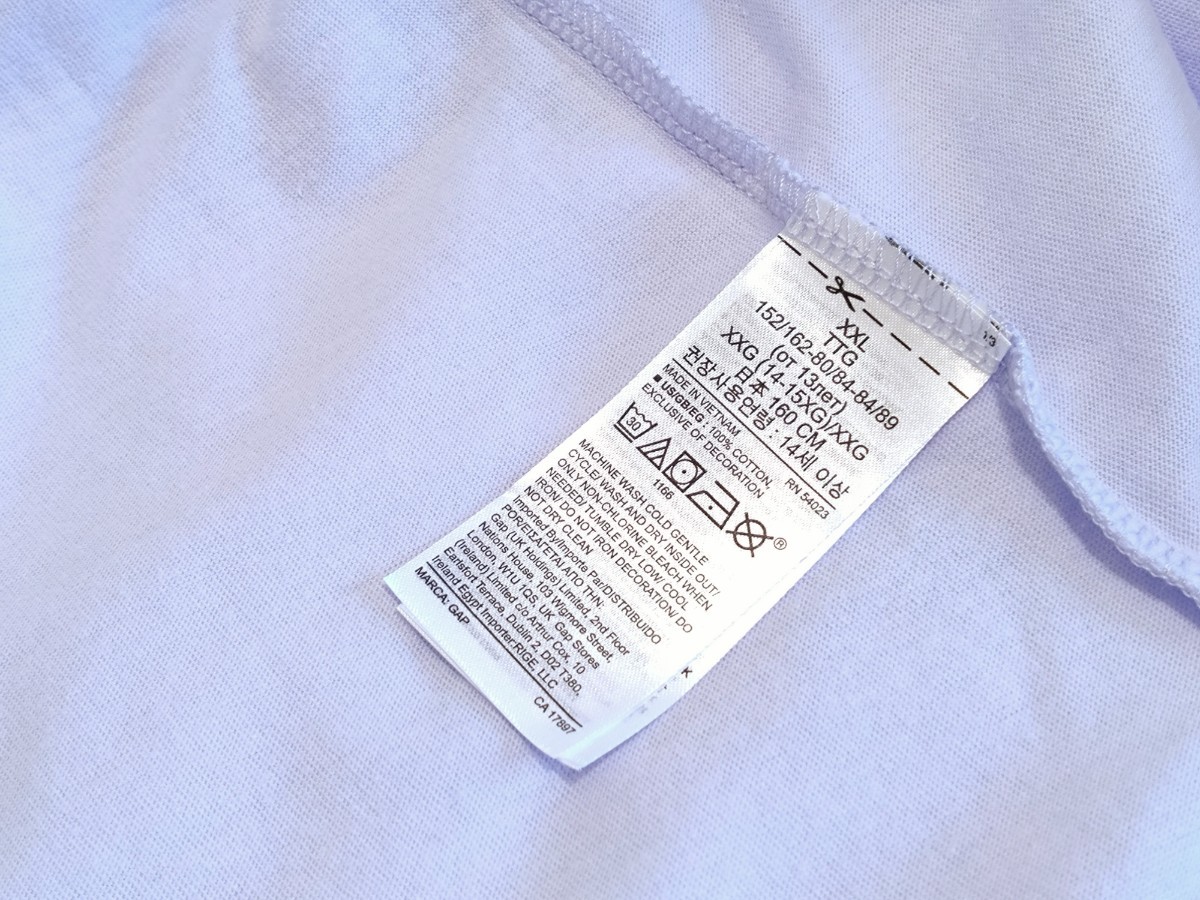 XXL
TTG
152/162-80/84-84/89
(от 13лет)
XXG (14-15XG)/XXG
日本 160 CM
권장사용연령 : 14세 이상
MADE IN VIETNAM
RN 54023
■ US/GB/EG : 100% COTTON,
EXCLUSIVE OF DECORATION
30
1166
®
MACHINE WASH COLD GENTLE
CYCLE/ WASH AND DRY INSIDE OUT/
ONLY NON-CHLORINE BLEACH WHEN
NEEDED/ TUMBLE DRY LOW/ COOL
IRON/ DO NOT IRON DECORATION/ DO
NOT DRY CLEAN
Imported By/Importe Par/DISTRIBUIDO
POR/ΕΙΣΑΓΕΤΑΙ ΑΠΟ ΤΗΝ:
Gap (UK Holdings) Limited, 2nd Floor
Nations House, 103 Wigmore Street,
London, W1U 1QS, UK Gap Stores
(Ireland) Limited c/o Arthur Cox, 10
Earlsfort Terrace, Dublin 2, D02 T380,
Ireland Egypt Importer:RIGE, LLC
MARCA: GAP
CA 17897
K